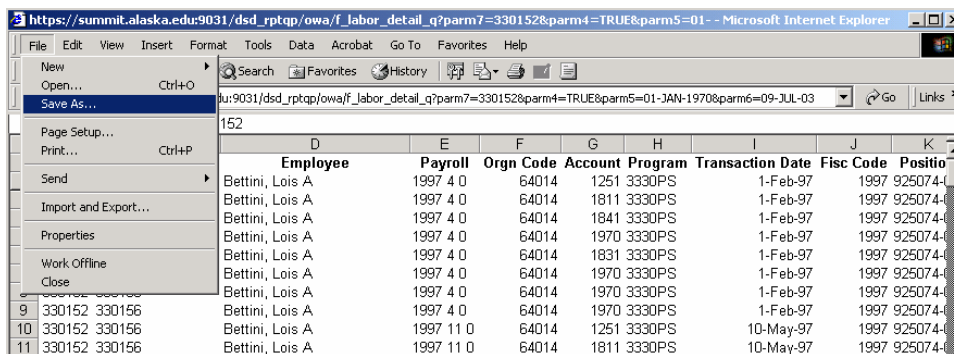 https://summit.alaska.edu:9031/dsd_rptqp/owa/f_labor_detail_q?parm7=330152&parm4=TRUE&parm5=01-- Microsoft Internet Explorer
File Edit View Insert Format Tools Data Acrobat Go To Favorites Help
New
Open... Ctrl+O
Save As...
Page Setup...
Print... Ctrl+P
Send
Import and Export...
Properties
Work Offline
Close
Search Favorites History
du:9031/dsd_rptqp/owa/f_labor_detail_q?parm7=330152&parm4=TRUE&parm5=01-JAN-1970&parm6=09-JUL-03 Go Links
152
D E F G H I J K
Employee Payroll Orgn Code Account Program Transaction Date Fisc Code Positio
Bettini, Lois A 1997 4 0 64014 1251 3330PS 1-Feb-97 1997 925074-
Bettini, Lois A 1997 4 0 64014 1811 3330PS 1-Feb-97 1997 925074-
Bettini, Lois A 1997 4 0 64014 1841 3330PS 1-Feb-97 1997 925074-
Bettini, Lois A 1997 4 0 64014 1970 3330PS 1-Feb-97 1997 925074-
Bettini, Lois A 1997 4 0 64014 1831 3330PS 1-Feb-97 1997 925074-
Bettini, Lois A 1997 4 0 64014 1970 3330PS 1-Feb-97 1997 925074-
Bettini, Lois A 1997 4 0 64014 1970 3330PS 1-Feb-97 1997 925074-
9 330152 330156 Bettini, Lois A 1997 4 0 64014 1970 3330PS 1-Feb-97 1997 925074-
10 330152 330156 Bettini, Lois A 1997 11 0 64014 1251 3330PS 10-May-97 1997 925074-
11 330152 330156 Bettini, Lois A 1997 11 0 64014 1811 3330PS 10-May-97 1997 925074-